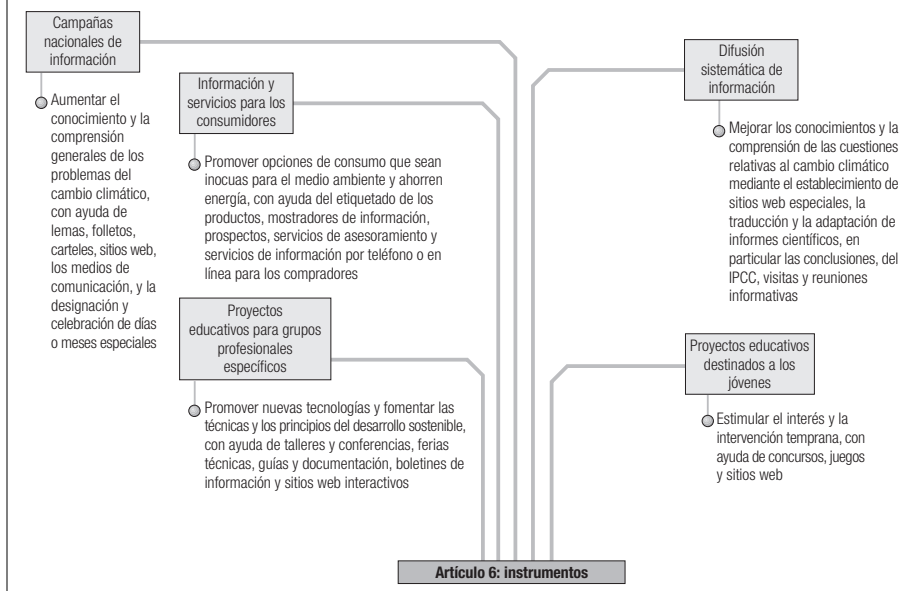 Campañas
nacionales de
información
Aumentar el
conocimiento y la
comprensión
generales de los
problemas del
cambio climático,
con ayuda de
lemas, folletos,
carteles, sitios web,
los medios de
comunicación, y la
designación y
celebración de días
o meses especiales
Información y
servicios para los
consumidores
Promover opciones de consumo que sean
inocuas para el medio ambiente y ahorren
energía, con ayuda del etiquetado de los
productos, mostradores de información,
prospectos, servicios de asesoramiento y
servicios de información por teléfono o en
línea para los compradores
Proyectos
educativos para grupos
profesionales
específicos
Promover nuevas tecnologías y fomentar las
técnicas y los principios del desarrollo sostenible,
con ayuda de talleres y conferencias, ferias
técnicas, guías y documentación, boletines de
información y sitios web interactivos
Difusión
sistemática de
información
Mejorar los conocimientos y la
comprensión de las cuestiones
relativas al cambio climático
mediante el establecimiento de
sitios web especiales, la
traducción y la adaptación de
informes científicos, en
particular las conclusiones, del
IPCC, visitas y reuniones
informativas
Proyectos educativos
destinados a los
jóvenes
Estimular el interés y la
intervención temprana, con
ayuda de concursos, juegos
y sitios web
Artículo 6: instrumentos